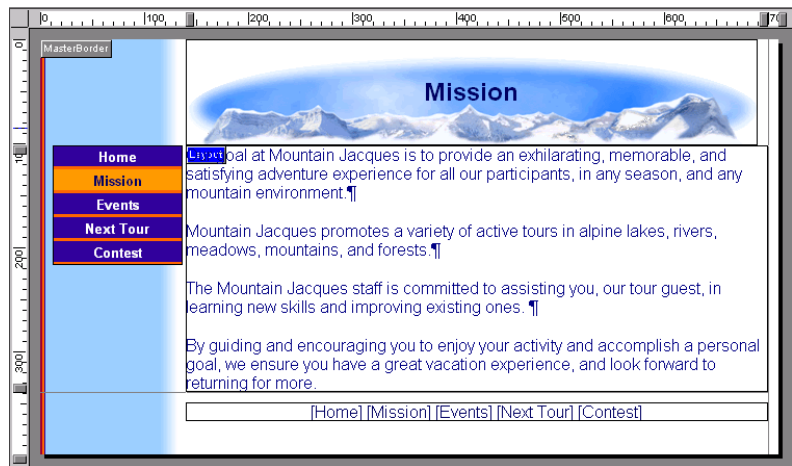 0 100 200 300 400 500 600
0
100
200
300
MasterBorder
Mission
Home
Mission
Events
Next Tour
Contest
Layout oal at Mountain Jacques is to provide an exhilarating, memorable, and
satisfying adventure experience for all our participants, in any season, and any
mountain environment.¶
Mountain Jacques promotes a variety of active tours in alpine lakes, rivers,
meadows, mountains, and forests.¶
The Mountain Jacques staff is committed to assisting you, our tour guest, in
learning new skills and improving existing ones. ¶
By guiding and encouraging you to enjoy your activity and accomplish a personal
goal, we ensure you have a great vacation experience, and look forward to
returning for more.
[Home] [Mission] [Events] [Next Tour] [Contest]